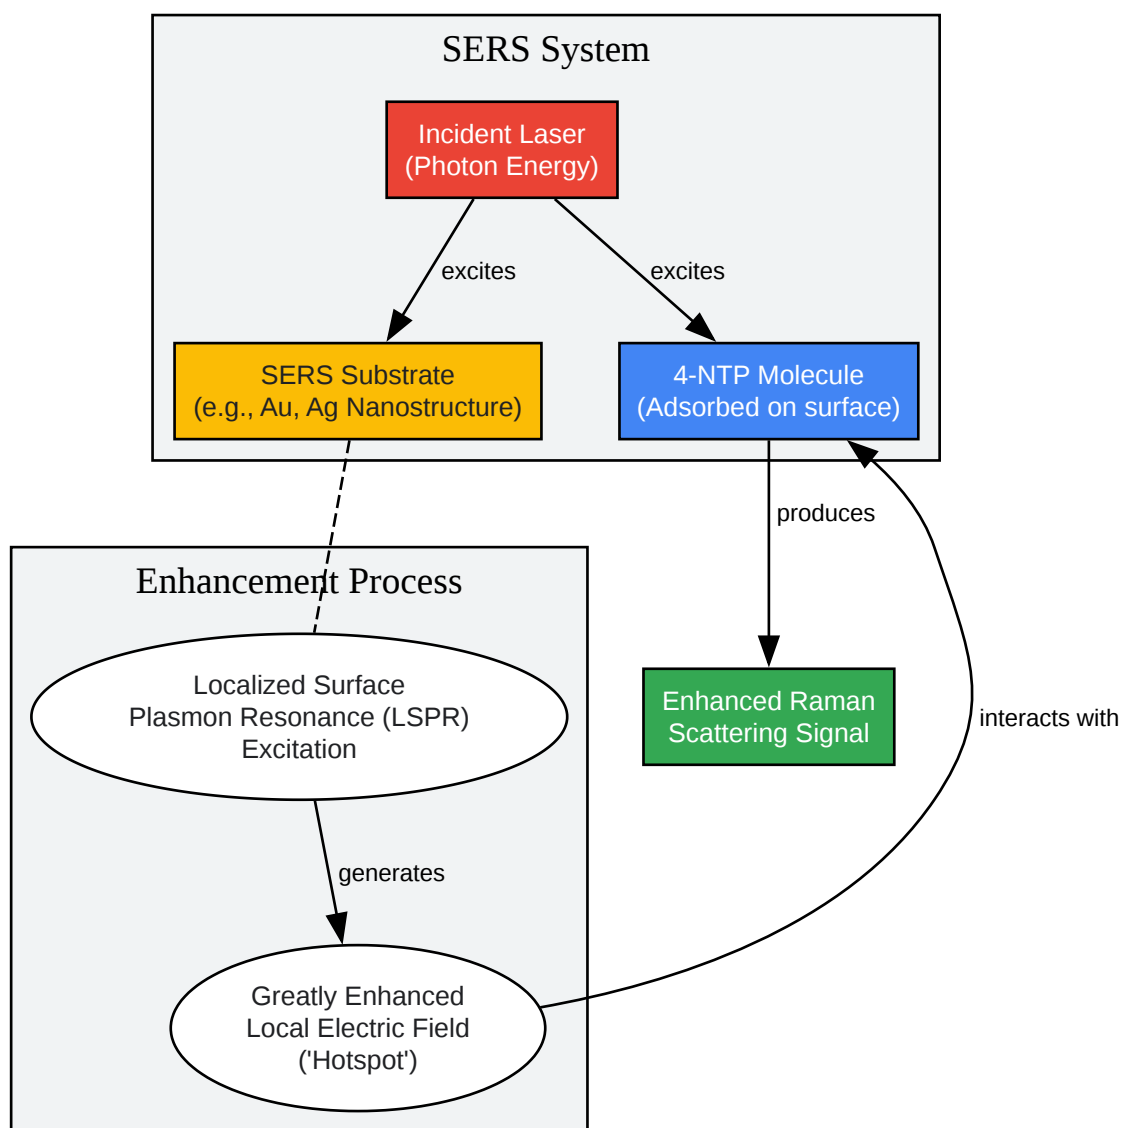 SERS System
Incident Laser
(Photon Energy)
excites
excites
SERS Substrate
(e.g., Au, Ag Nanostructure)
4-NTP Molecule
(Adsorbed on surface)
produces
Enhancement Process
Localized Surface
Plasmon Resonance (LSPR)
Excitation
Enhanced Raman
Scattering Signal
interacts with
generates
Greatly Enhanced
Local Electric Field
('Hotspot')